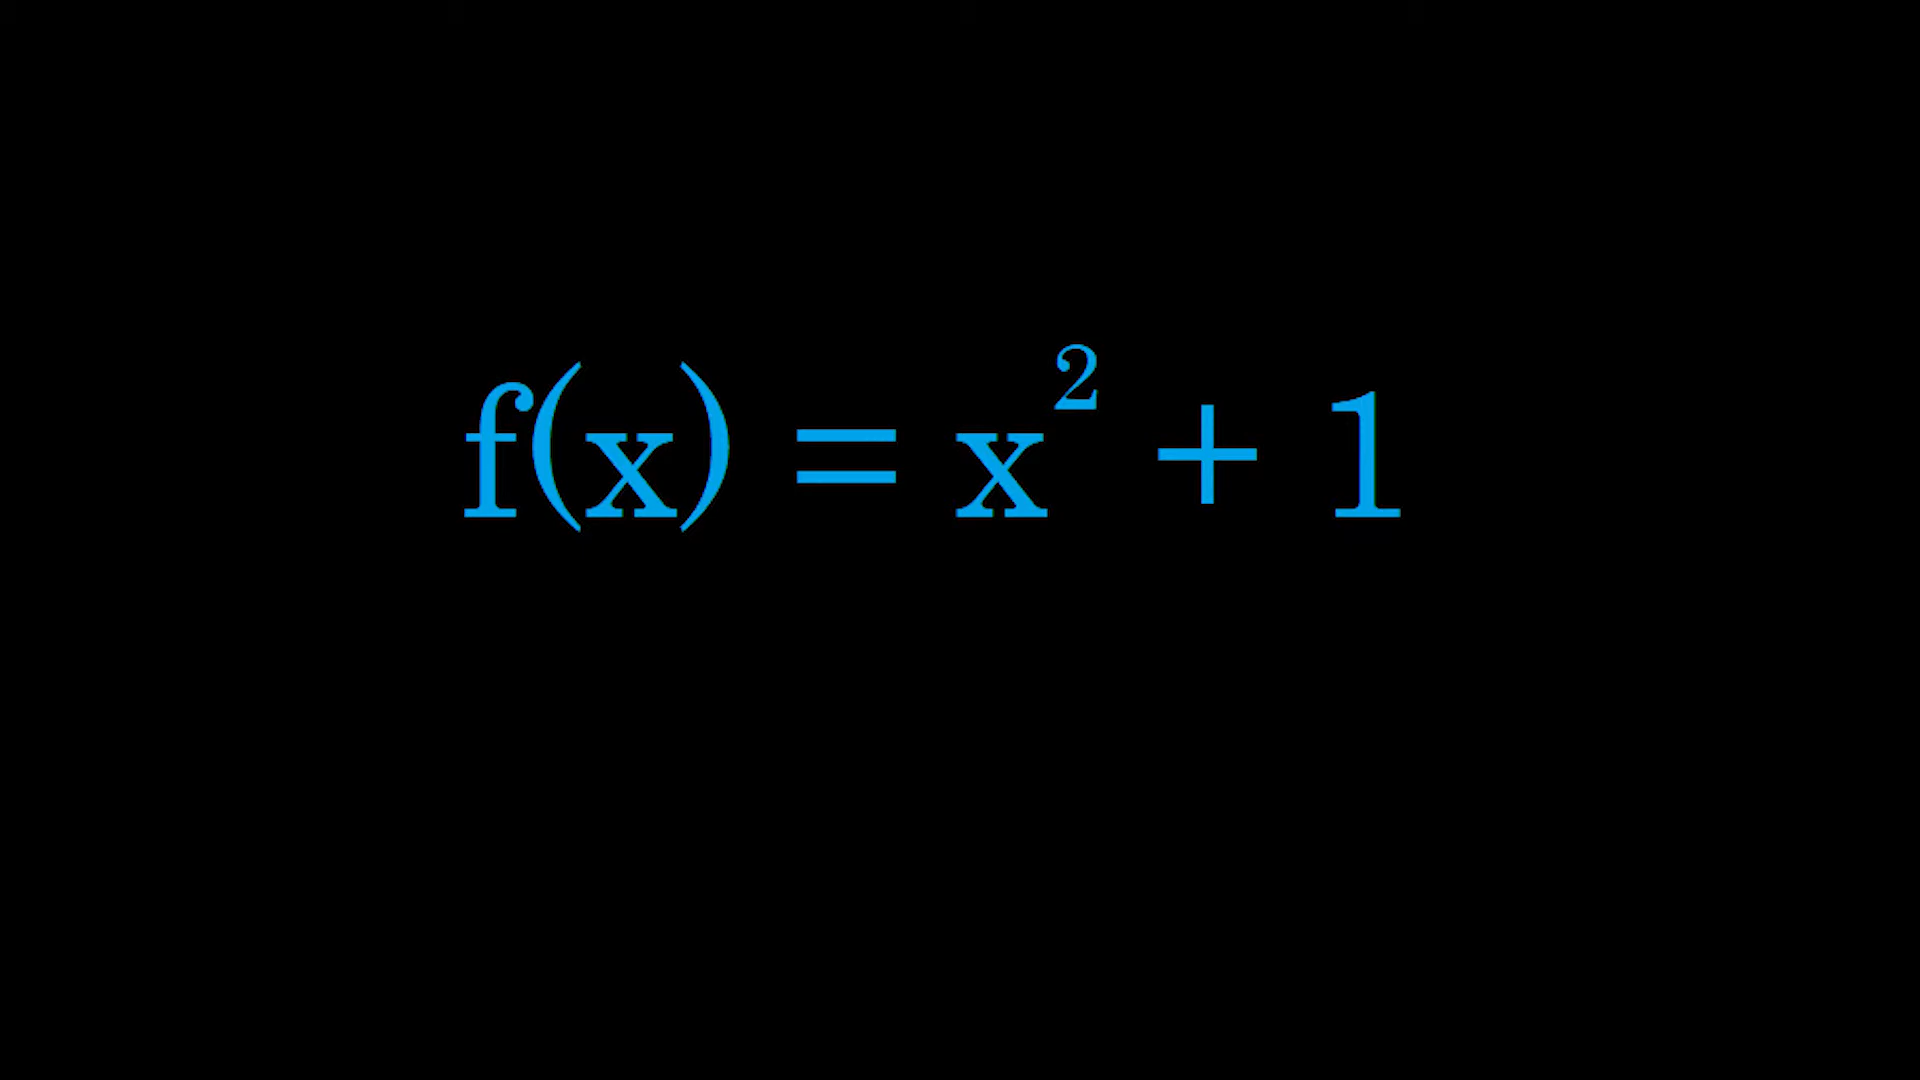 f(x) = x² + 1